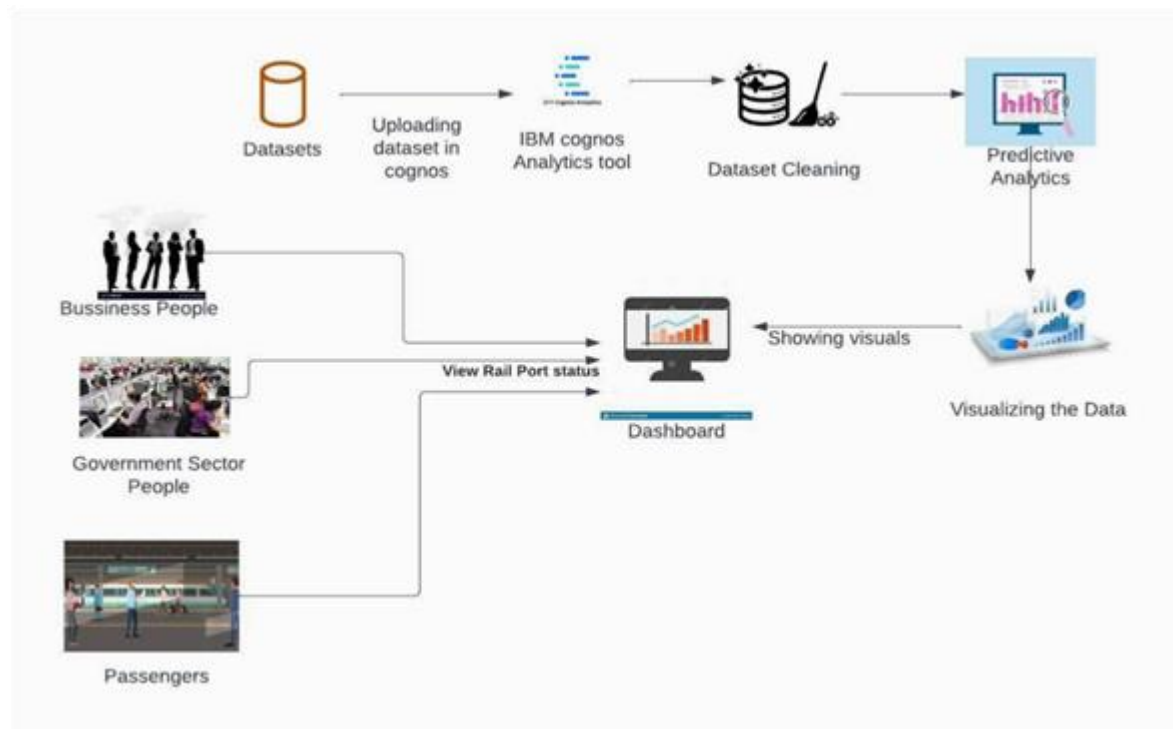 Datasets
Uploading
dataset in
cognos
IBM cognos
Analytics tool
Dataset Cleaning
Predictive
Analytics
Bussiness People
View Rail Port status
Showing visuals
Visualizing the Data
Dashboard
Government Sector
People
Passengers